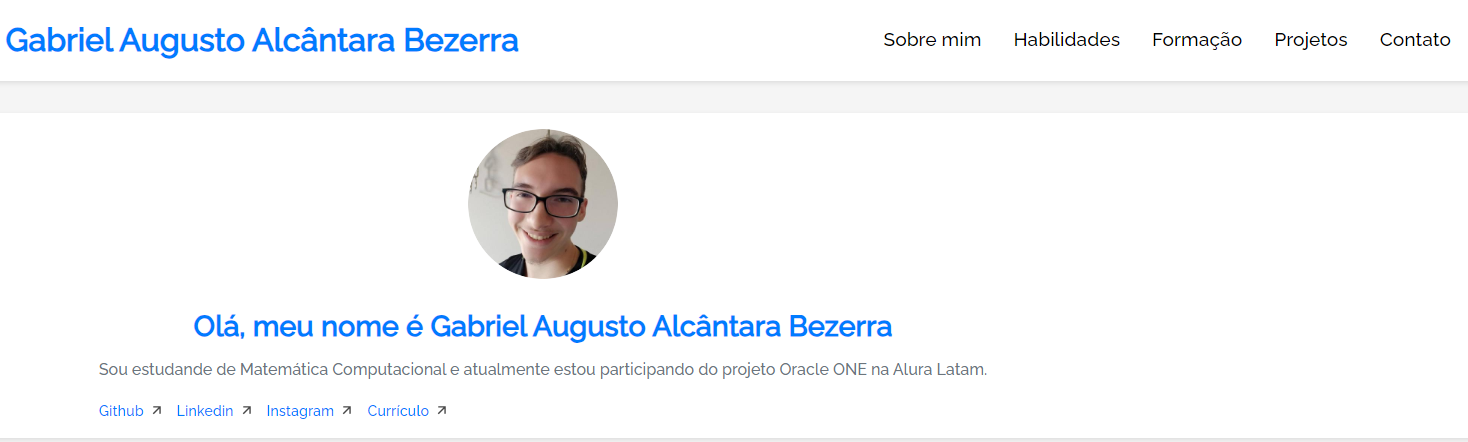 Gabriel Augusto Alcântara Bezerra
Sobre mim Habilidades Formação Projetos Contato
Olá, meu nome é Gabriel Augusto Alcântara Bezerra
Sou estudande de Matemática Computacional e atualmente estou participando do projeto Oracle ONE na Alura Latam.
Github Linkedin Instagram Currículo